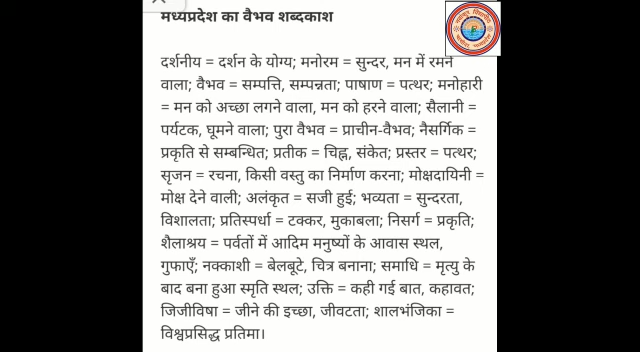 मध्यप्रदेश का वैभव शब्दकाश
दर्शनीय = दर्शन के योग्य; मनोरम = सुन्दर, मन में रमने
वाला; वैभव = सम्पत्ति, सम्पन्नता; पाषाण = पत्थर; मनोहारी
= मन को अच्छा लगने वाला, मन को हरने वाला; सैलानी =
पर्यटक, घूमने वाला; पुरा वैभव = प्राचीन-वैभव; नैसर्गिक =
प्रकृति से सम्बन्धित; प्रतीक = चिह्न, संकेत; प्रस्तर = पत्थर;
सृजन = रचना, किसी वस्तु का निर्माण करना; मोक्षदायिनी =
मोक्ष देने वाली; अलंकृत = सजी हुई; भव्यता = सुन्दरता,
विशालता; प्रतिस्पर्धा = टक्कर, मुकाबला; निसर्ग = प्रकृति;
शैलाश्रय = पर्वतों में आदिम मनुष्यों के आवास स्थल,
गुफाएँ; नक्काशी = बेलबूटे, चित्र बनाना; समाधि = मृत्यु के
बाद बना हुआ स्मृति स्थल; उक्ति = कही गई बात, कहावत;
जिजीविषा = जीने की इच्छा, जीवटता; शालभंजिका =
विश्वप्रसिद्ध प्रतिमा।